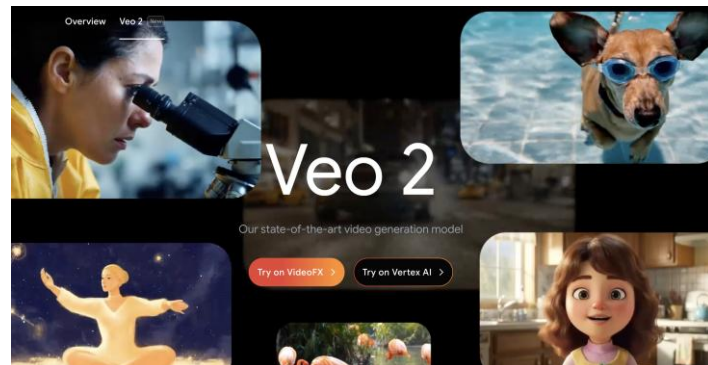 Overview Veo 2 New
Veo 2
Our state-of-the-art video generation model
Try on VideoFX Try on Vertex AI